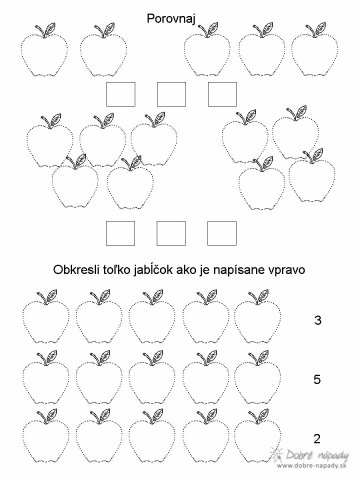 Porovnaj
Obkresli toľko jabĺčok ako je napísane vpravo
3
5
2
Dobré nápady
www.dobre-napady.sk